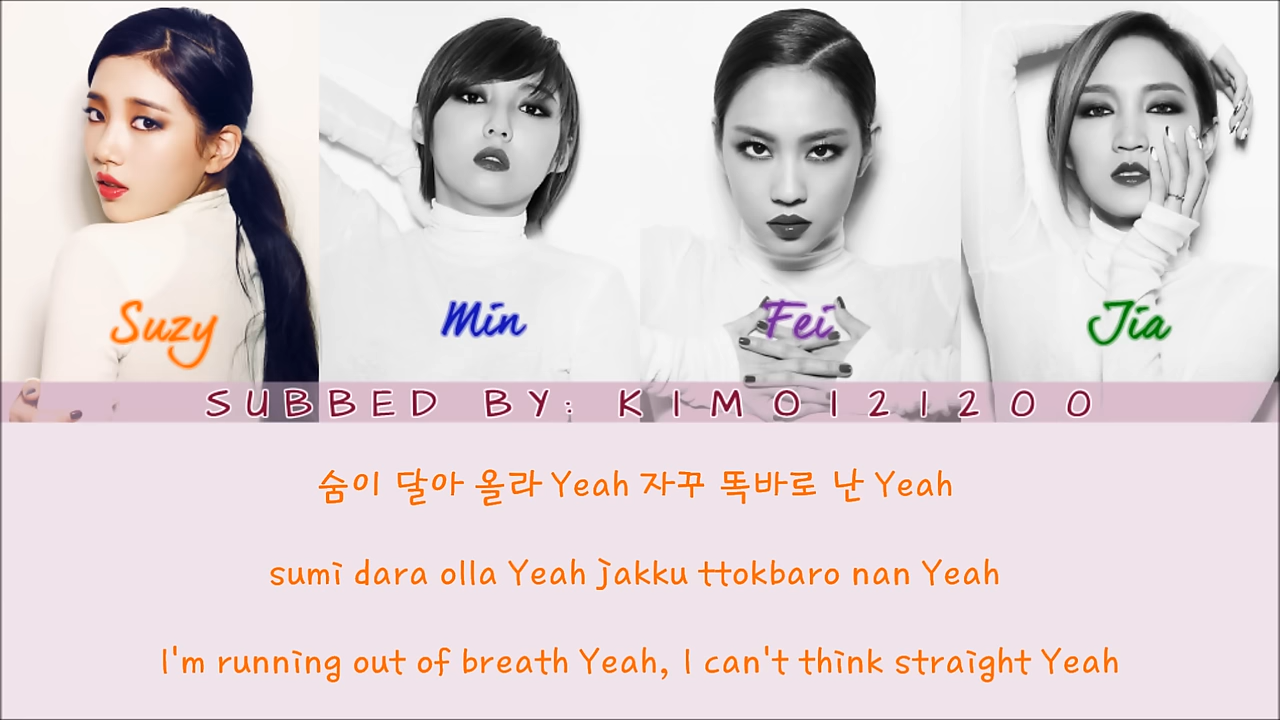 Suzy Min Fei Jia
SUBBED BY: KIMO121200
숨이 달아 올라 Yeah 자꾸 똑바로 난 Yeah
sumi dara olla Yeah jakku ttokbaro nan Yeah
I'm running out of breath Yeah, I can't think straight Yeah